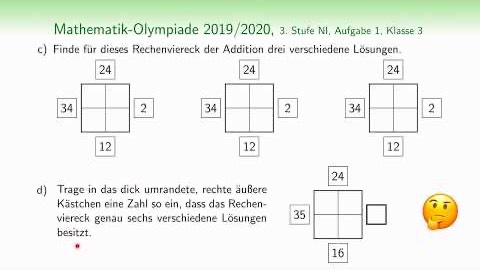 Mathematik-Olympiade 2019/2020, 3. Stufe NI, Aufgabe 1, Klasse 3
c) Finde für dieses Rechenviereck der Addition drei verschiedene Lösungen.
24 24 24
34 2 34 2 34 2
12 12 12
d) Trage in das dick umrandete, rechte äußere
Kästchen eine Zahl so ein, dass das Rechen-
viereck genau sechs verschiedene Lösungen
besitzt.
24
35
16